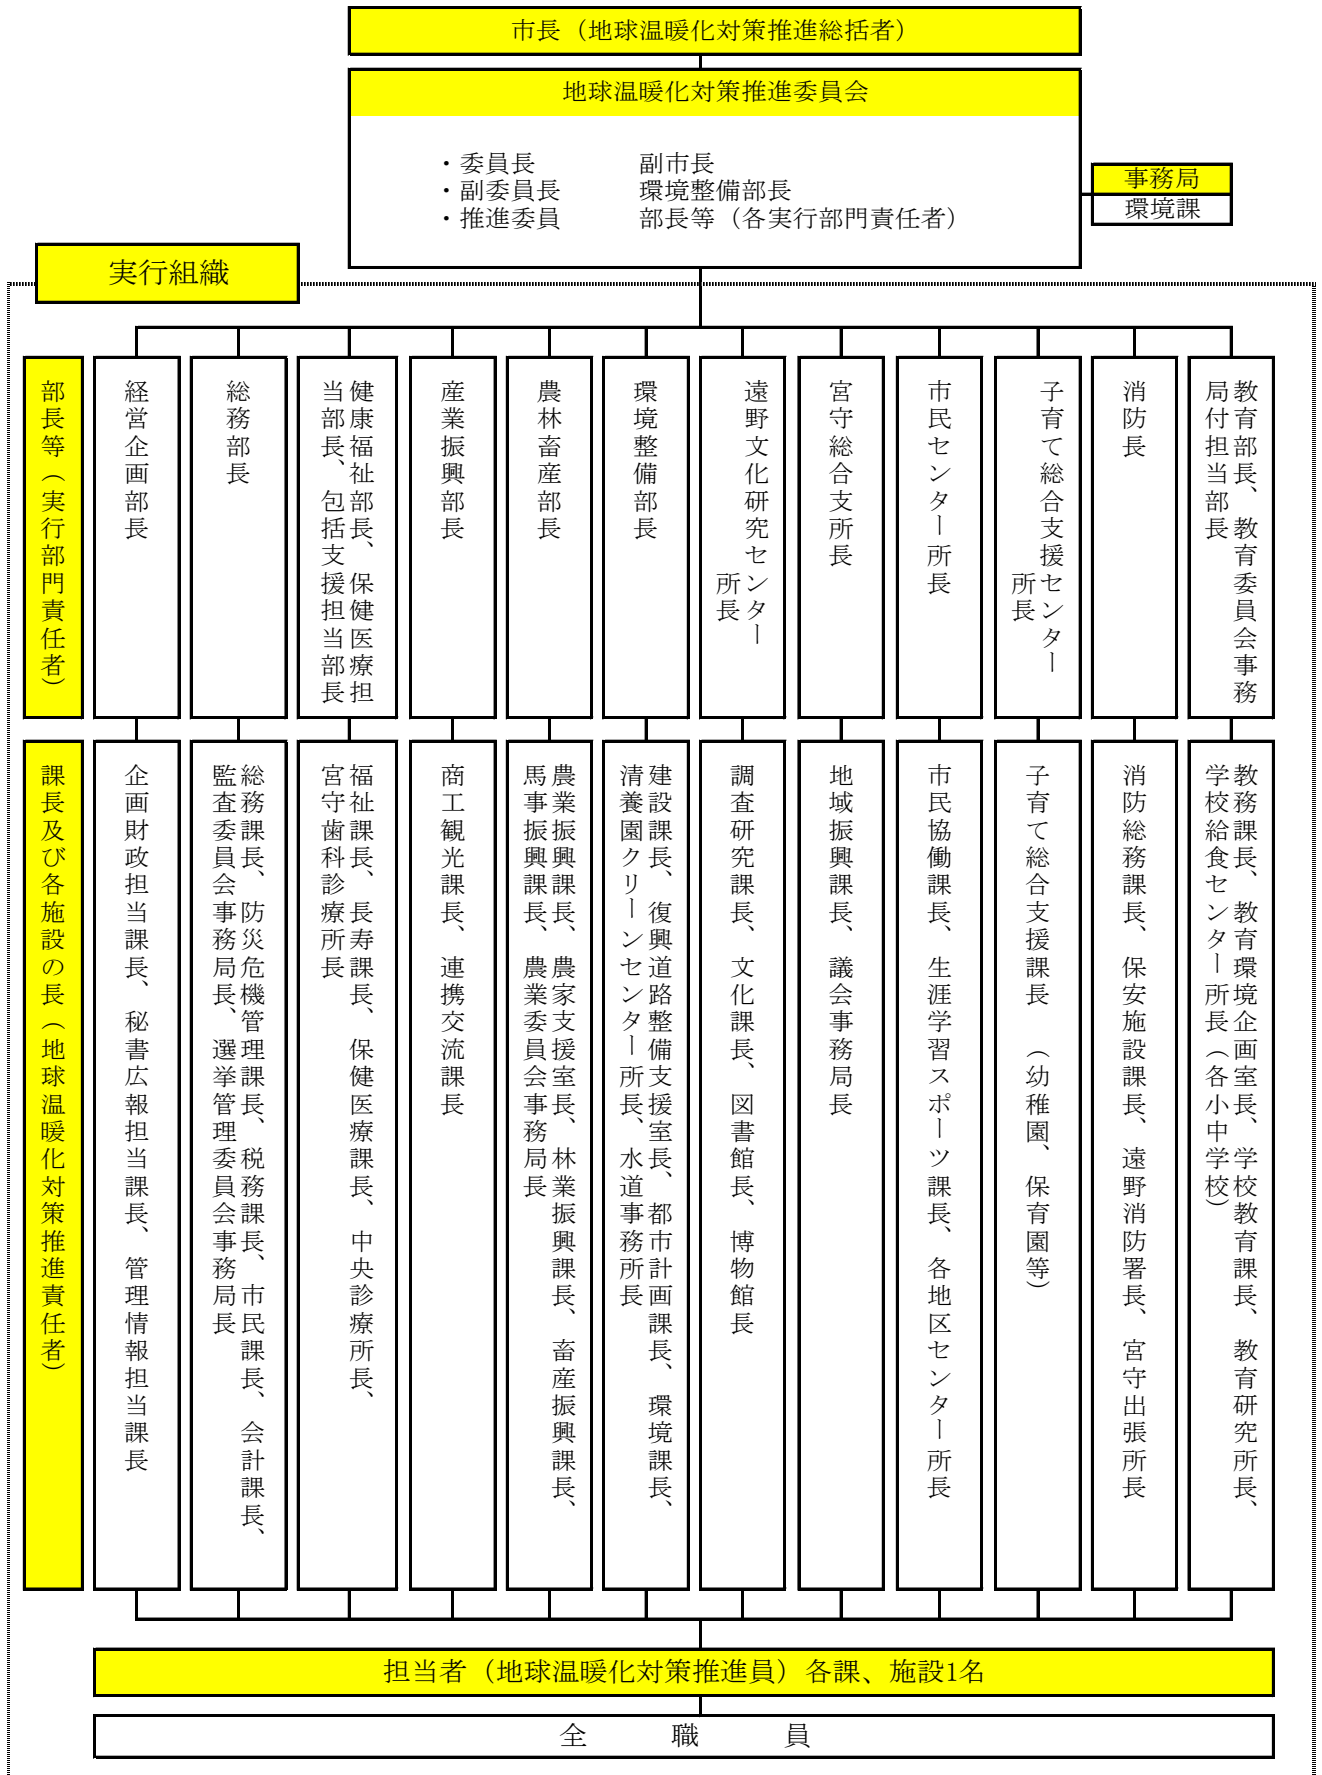 市長（地球温暖化対策推進総括者）
地球温暖化対策推進委員会
・委員長　　　　副市長
・副委員長　　　環境整備部長
・推進委員　　　部長等（各実行部門責任者）
事務局
環境課
実行組織
部長等（実行部門責任者）
経営企画部長
総務部長
健康福祉部長、保健医療担
当部長、包括支援担当部長
産業振興部長
農林畜産部長
環境整備部長
遠野文化研究センター
所長
宮守総合支所長
市民センター所長
子育て総合支援センター
所長
消防長
教育部長、教育委員会事務
局付担当部長
課長及び各施設の長（地球温暖化対策推進責任者）
企画財政担当課長、秘書広報担当課長、管理情報担当課長
総務課長、防災危機管理課長、税務課長、市民課長、会計課長、
監査委員会事務局長、選挙管理委員会事務局長
福祉課長、長寿課長、保健医療課長、中央診療所長、
宮守歯科診療所長
商工観光課長、連携交流課長
農業振興課長、農家支援室長、林業振興課長、畜産振興課長、
馬事振興課長、農業委員会事務局長
建設課長、復興道路整備支援室長、都市計画課長、環境課長、
清養園クリーンセンター所長、水道事務所長
調査研究課長、文化課長、図書館長、博物館長
地域振興課長、議会事務局長
市民協働課長、生涯学習スポーツ課長、各地区センター所長
子育て総合支援課長　（幼稚園、保育園等）
消防総務課長、保安施設課長、遠野消防署長、宮守出張所長
教務課長、教育環境企画室長、学校教育課長、教育研究所長、
学校給食センター所長（各小中学校）
担当者（地球温暖化対策推進員）各課、施設1名
全　職　員